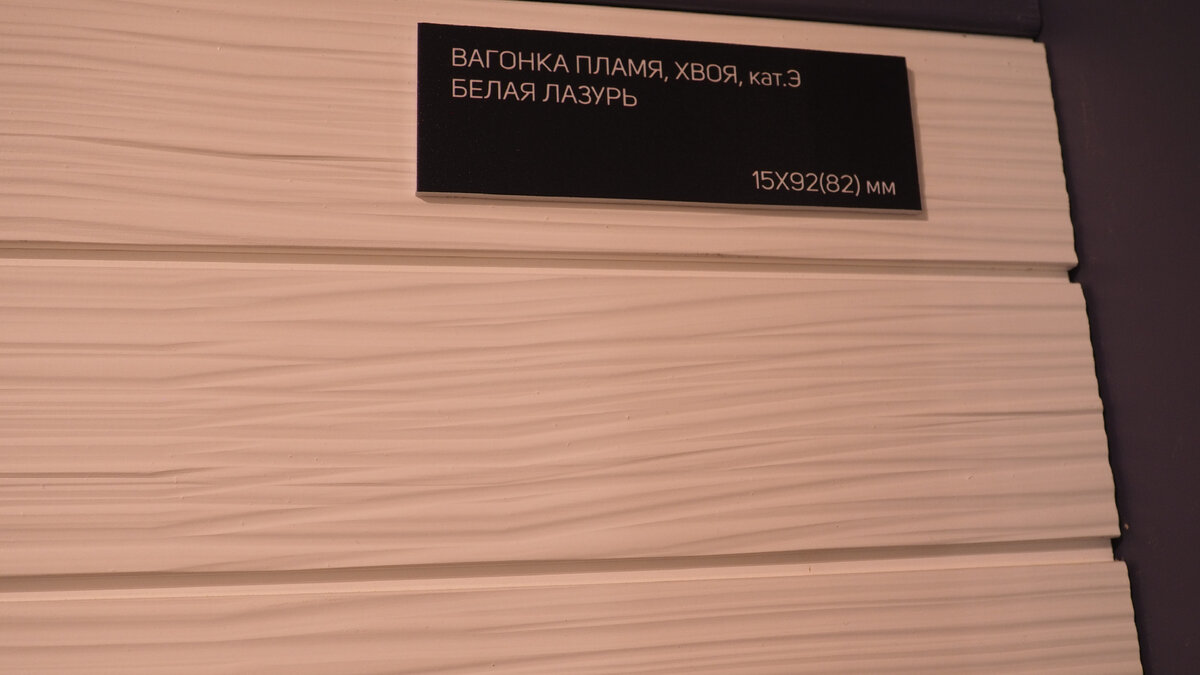 ВАГОНКА ПЛАМЯ, ХВОЯ, кат.Э
БЕЛАЯ ЛАЗУРЬ
15Х92(82) мм